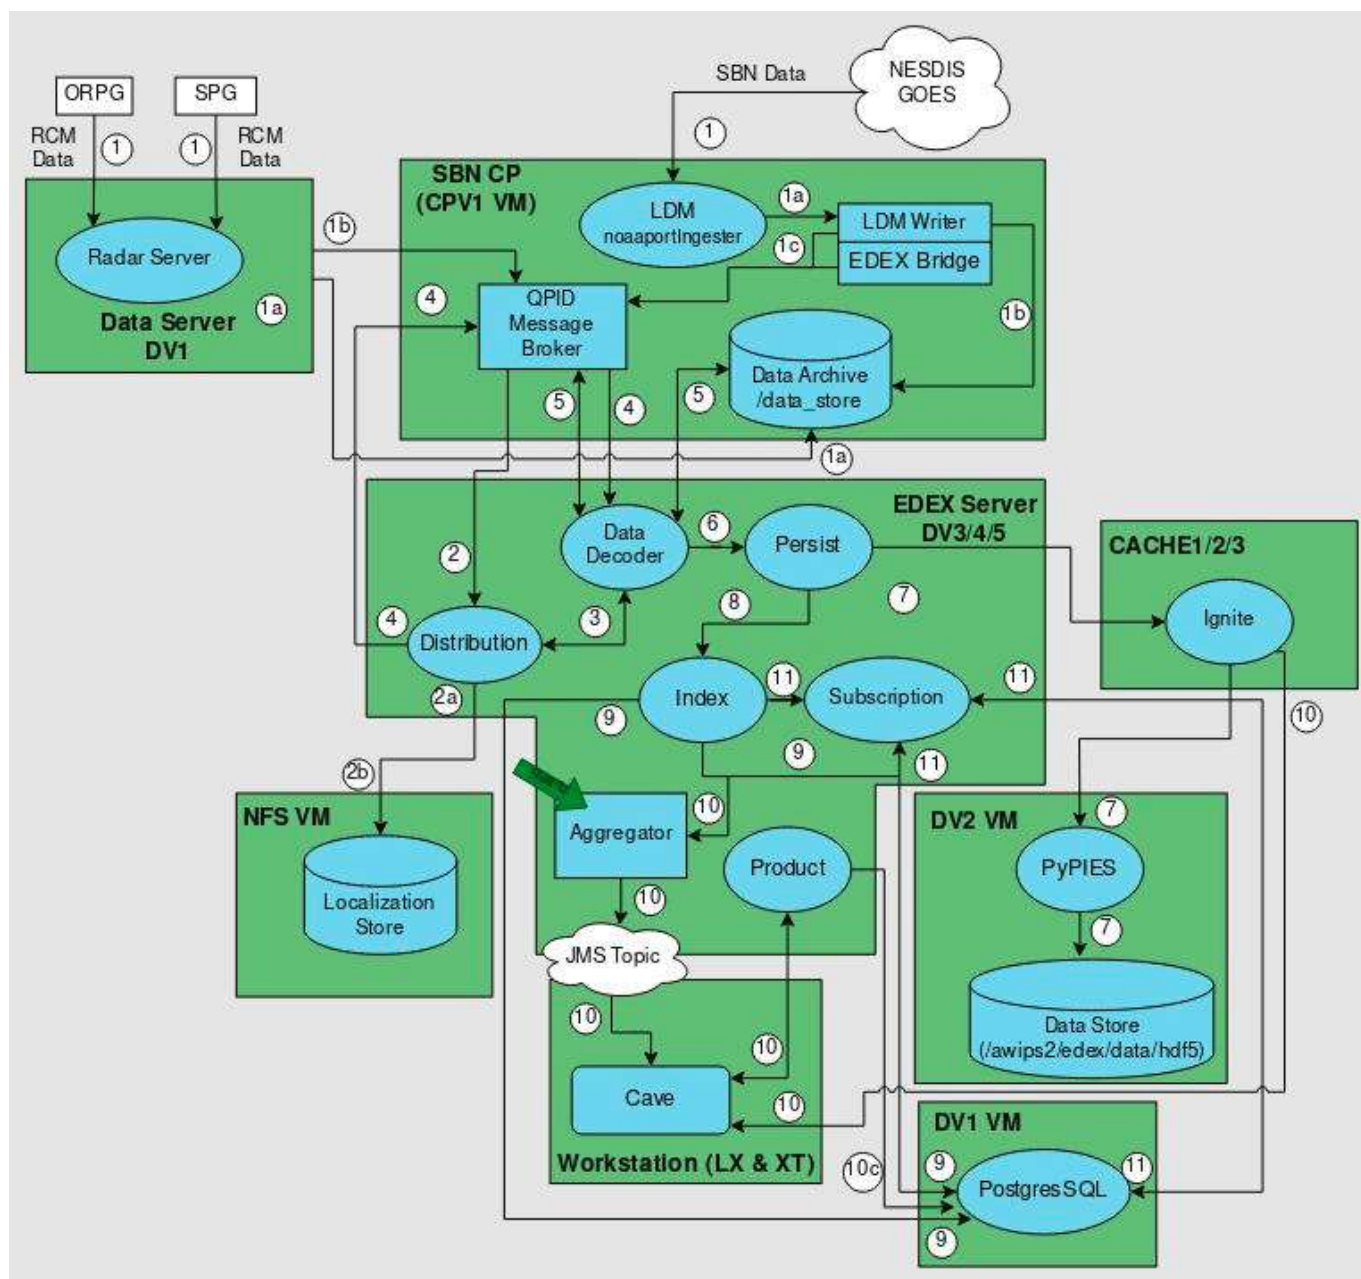 NESDIS
GOES
SBN Data
ORPG
SPG
RCM
Data
1
1
RCM
Data
1
SBN CP
(CPV1 VM)
LDM
noaaportIngester
1a
LDM Writer
EDEX Bridge
1c
1b
1b
Radar Server
1a
Data Server
DV1
4
QPID
Message
Broker
Data Archive
/data_store
5
4
5
1a
EDEX Server
DV3/4/5
Data
Decoder
6
Persist
2
CACHE1/2/3
Ignite
4
3
8
7
Distribution
2a
Index
11
Subscription
11
10
9
9
11
2b
NFS VM
Localization
Store
Aggregator
10
Product
10
JMS Topic
DV2 VM
7
PyPIES
7
Data Store
(/awips2/edex/data/hdf5)
10
10
10
Cave
Workstation (LX & XT)
10c
DV1 VM
9
11
PostgresSQL
9